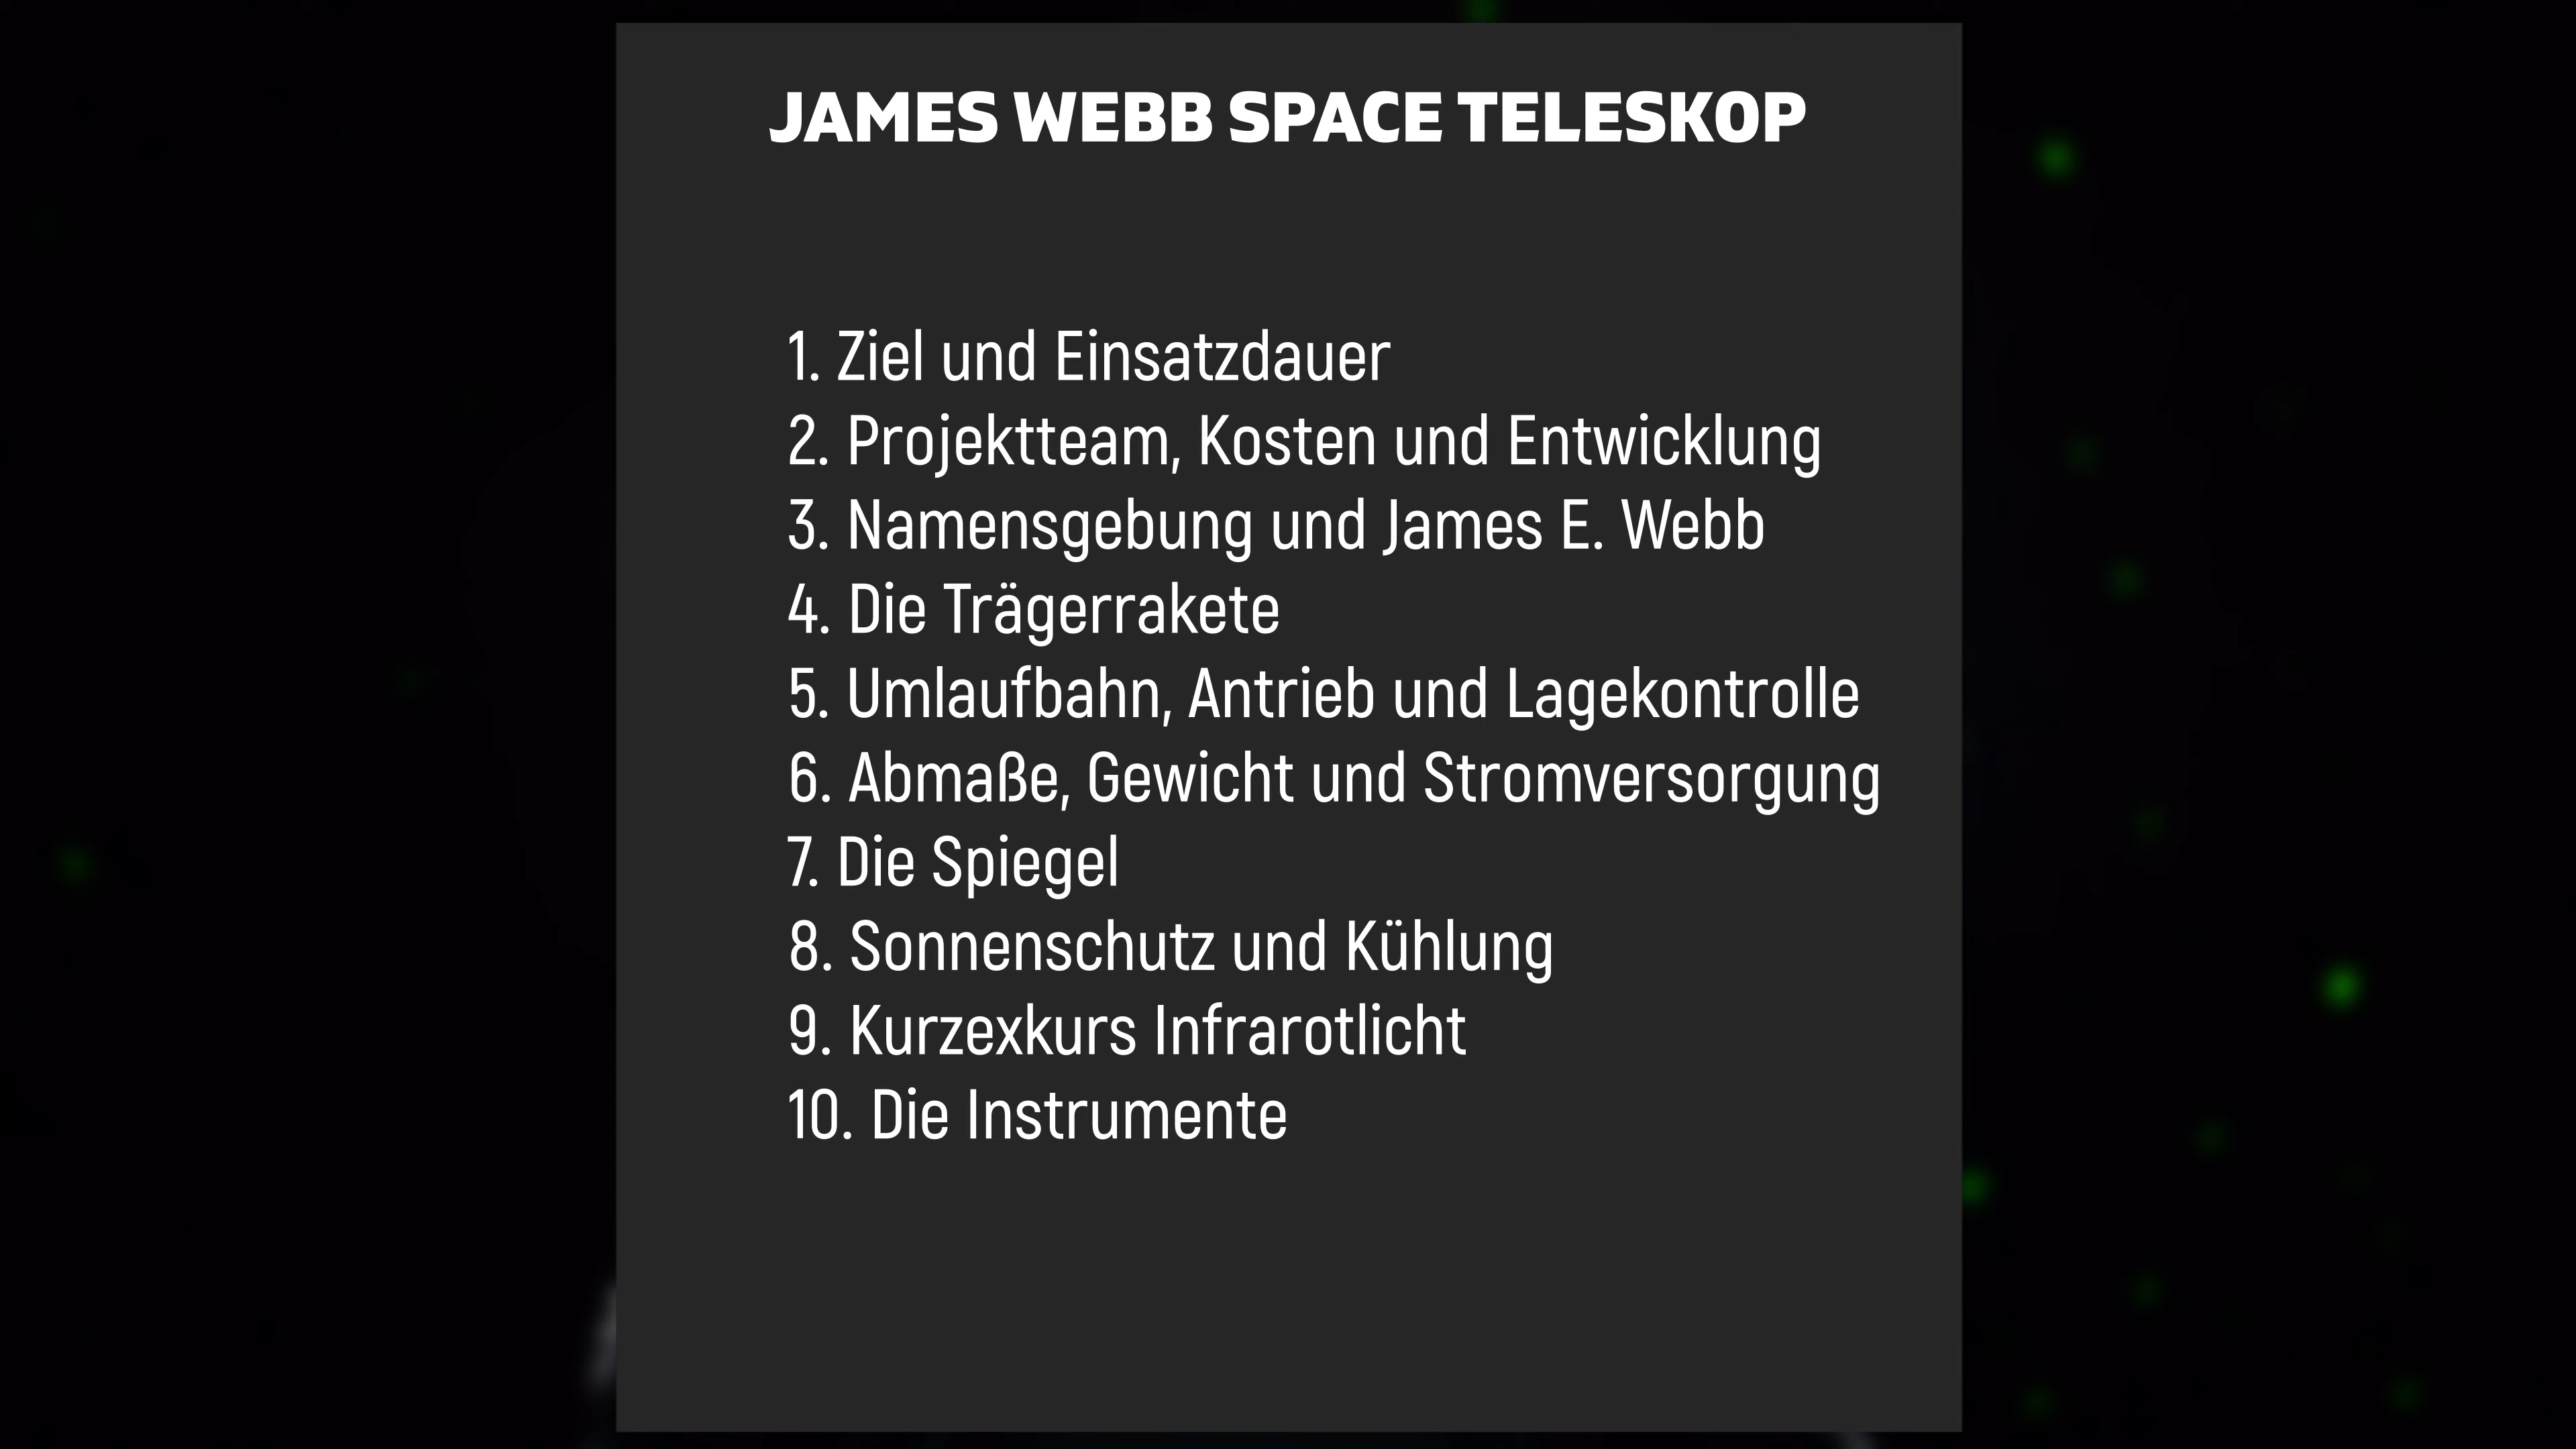 JAMES WEBB SPACE TELESKOP
1. Ziel und Einsatzdauer
2. Projektteam, Kosten und Entwicklung
3. Namensgebung und James E. Webb
4. Die Trägerrakete
5. Umlaufbahn, Antrieb und Lagekontrolle
6. Abmaße, Gewicht und Stromversorgung
7. Die Spiegel
8. Sonnenschutz und Kühlung
9. Kurzexkurs Infrarotlicht
10. Die Instrumente